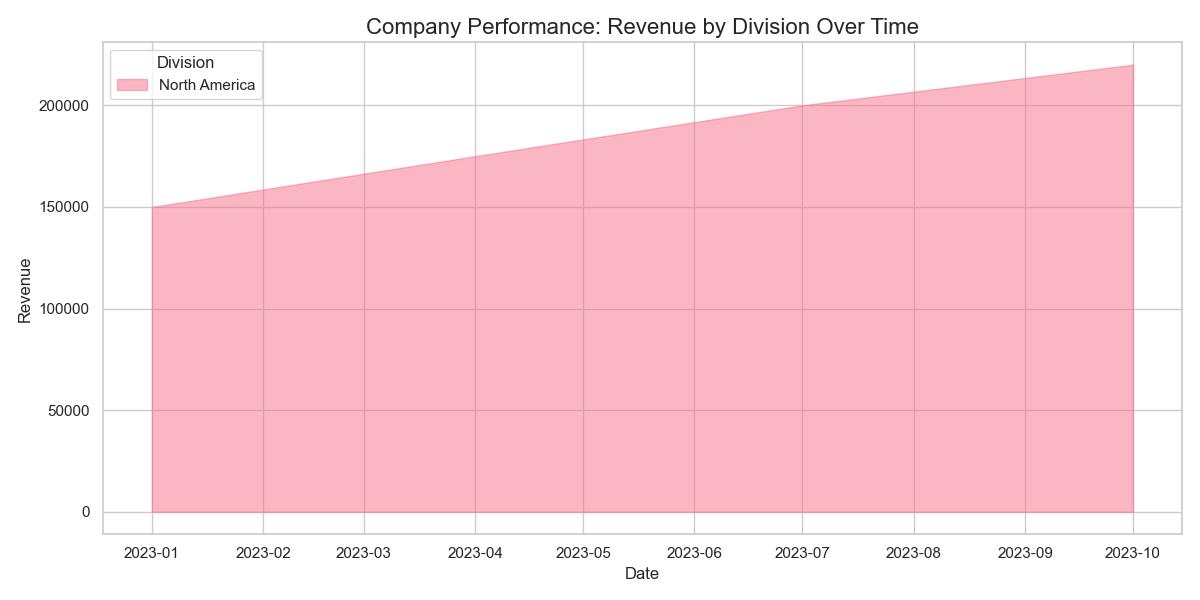 Company Performance: Revenue by Division Over Time
Division
North America
Revenue
200000
150000
100000
50000
0
2023-01 2023-02 2023-03 2023-04 2023-05 2023-06 2023-07 2023-08 2023-09 2023-10
Date